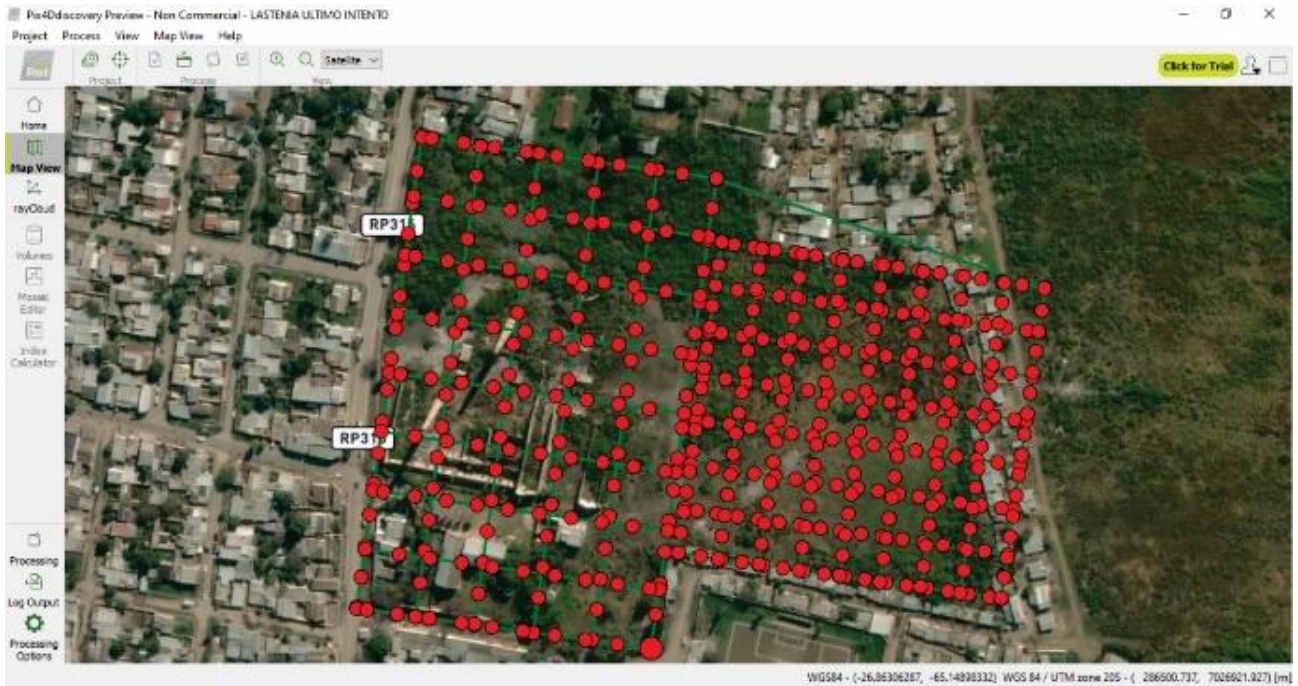 Pix4Ddiscovery Preview - Non Commercial - LASTENIA ULTIMO INTENTO
Project Process View Map View Help
Satellite
Project Process View
Click for Trial
Home
Map View
rayCloud
Volumes
Mosaic
Editor
Index
Calculator
RP315
RP315
Processing
Log Output
Processing
Options
WGS84 - (-26.86306287, -65.14898332) WGS 84 / UTM zone 20S - ( 286500.737, 7026921.927) [m]